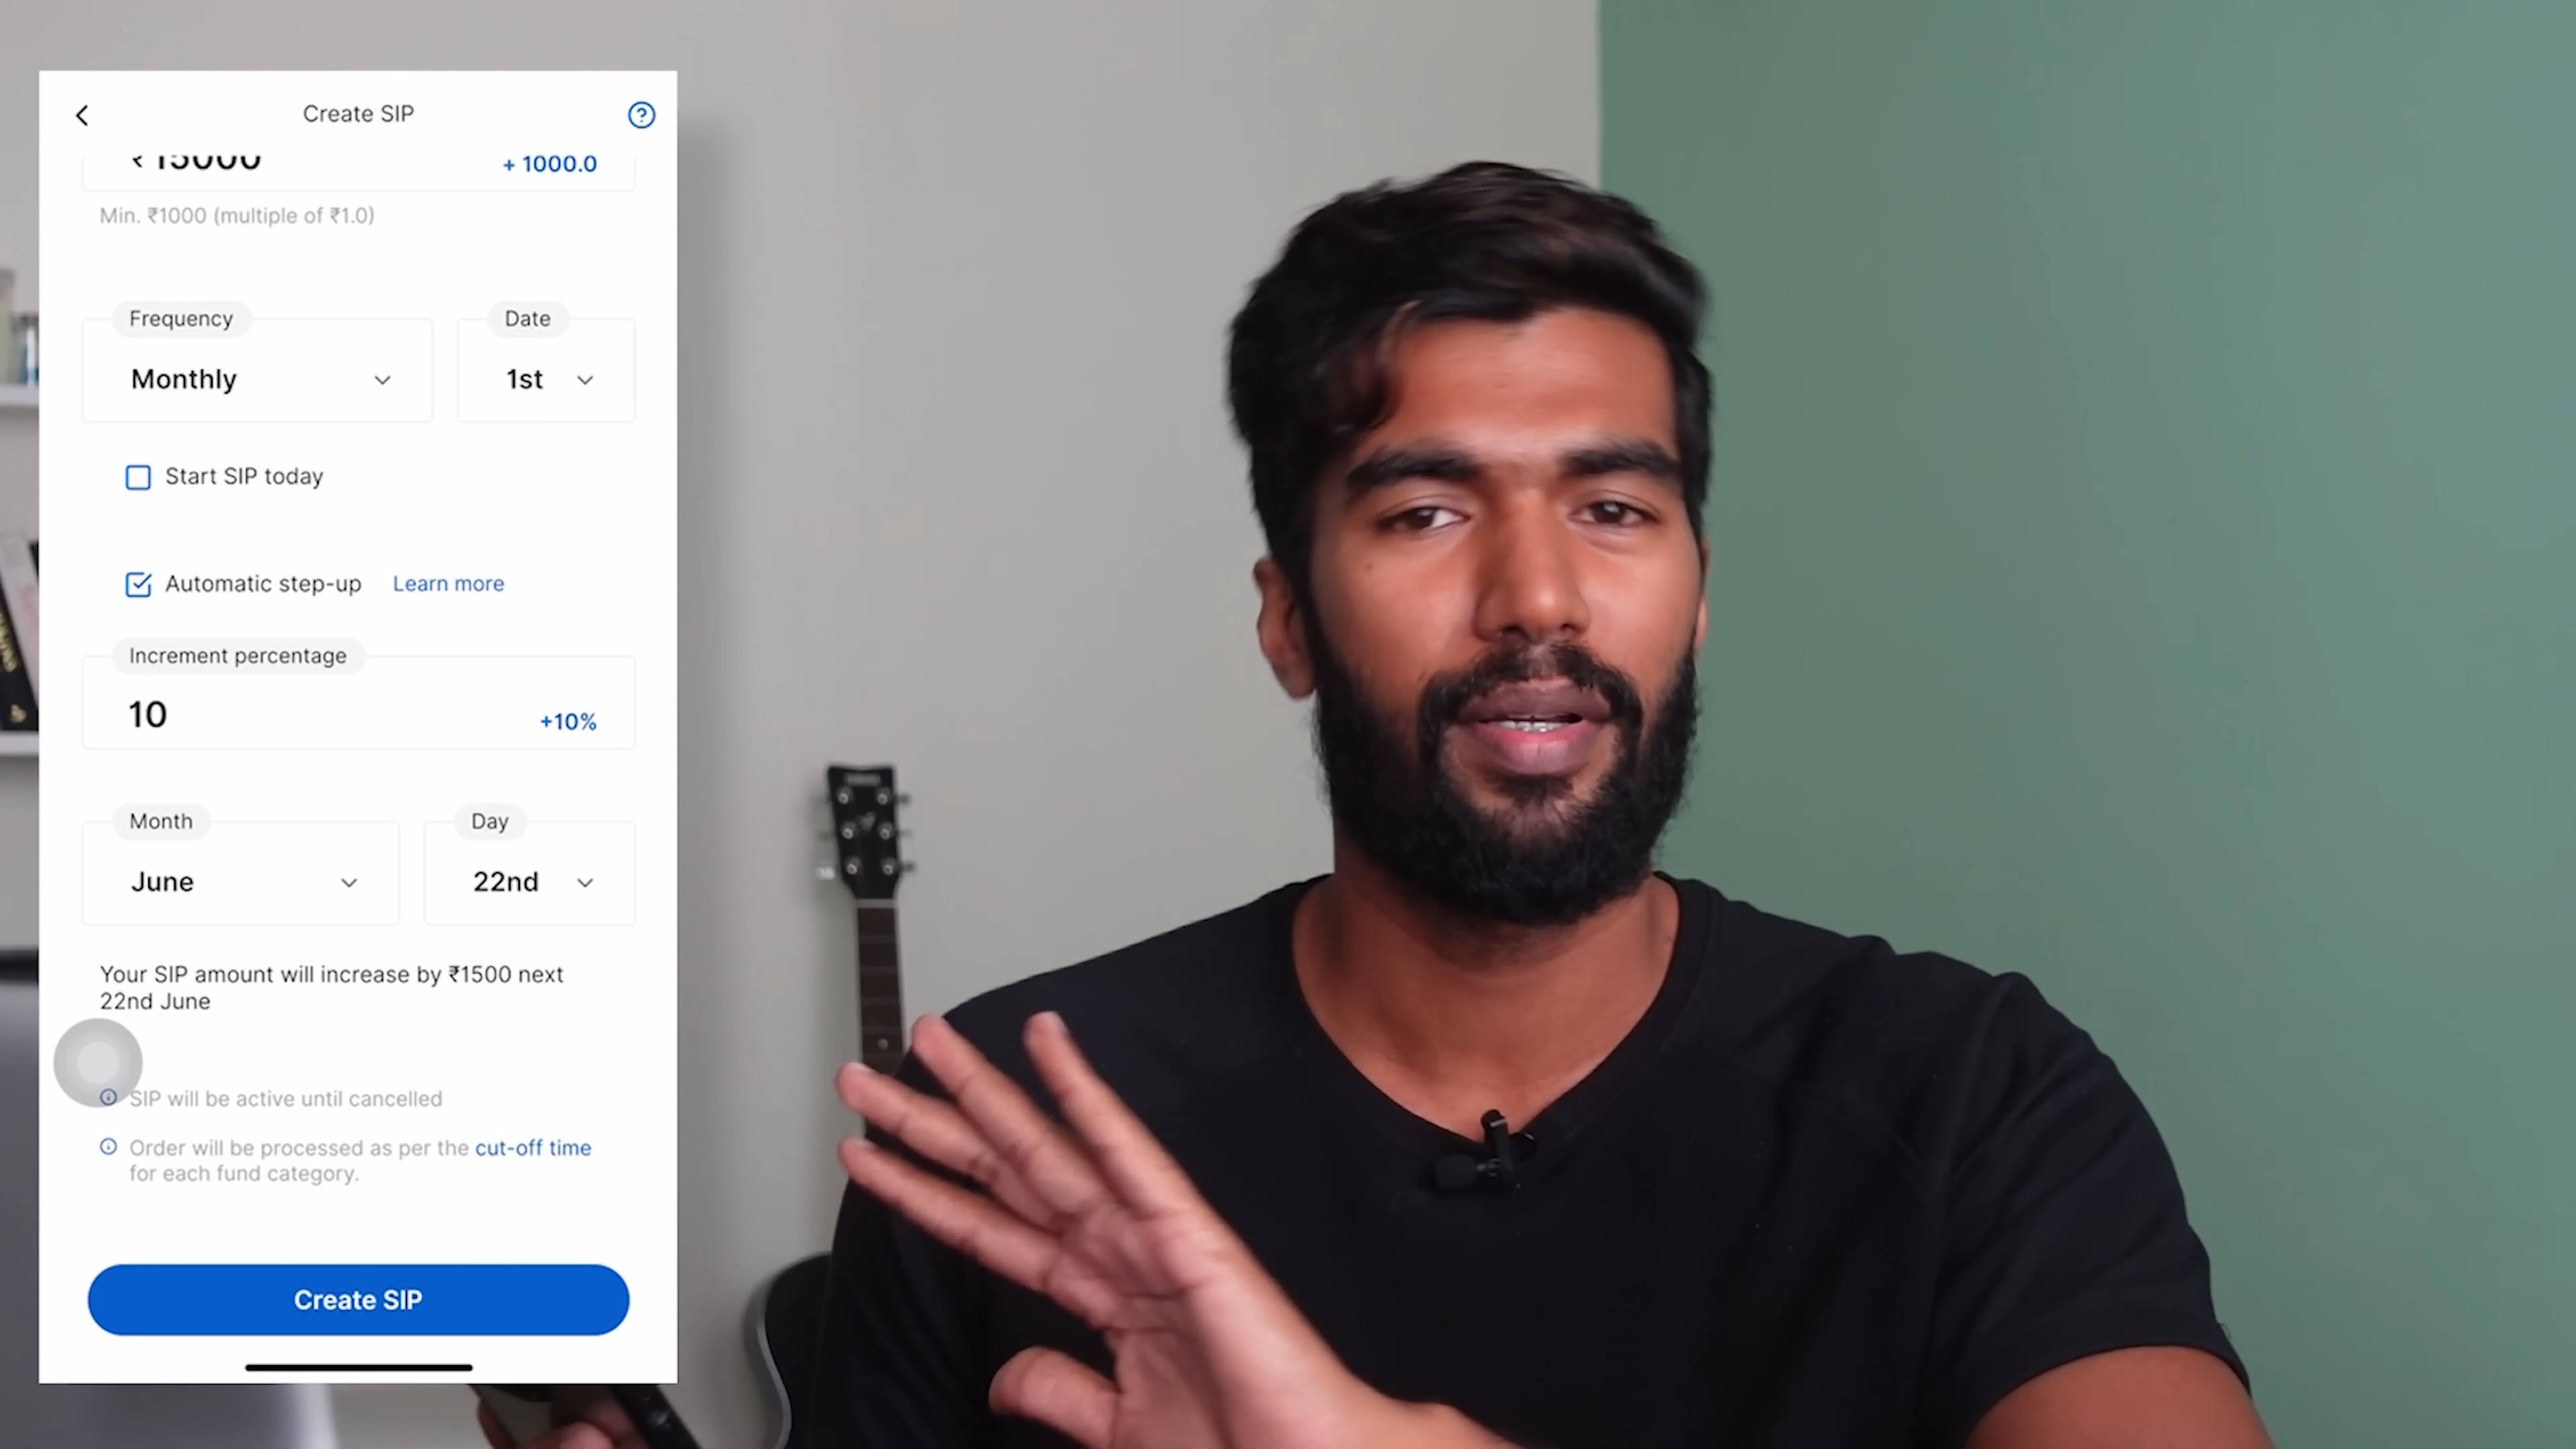 Create SIP
₹ 15000
+ 1000.0
Min. ₹1000 (multiple of ₹1.0)
Frequency
Date
Monthly
1st
Start SIP today
Automatic step-up Learn more
Increment percentage
10
+10%
Month
Day
June
22nd
Your SIP amount will increase by ₹1500 next
22nd June
SIP will be active until cancelled
Order will be processed as per the cut-off time
for each fund category.
Create SIP